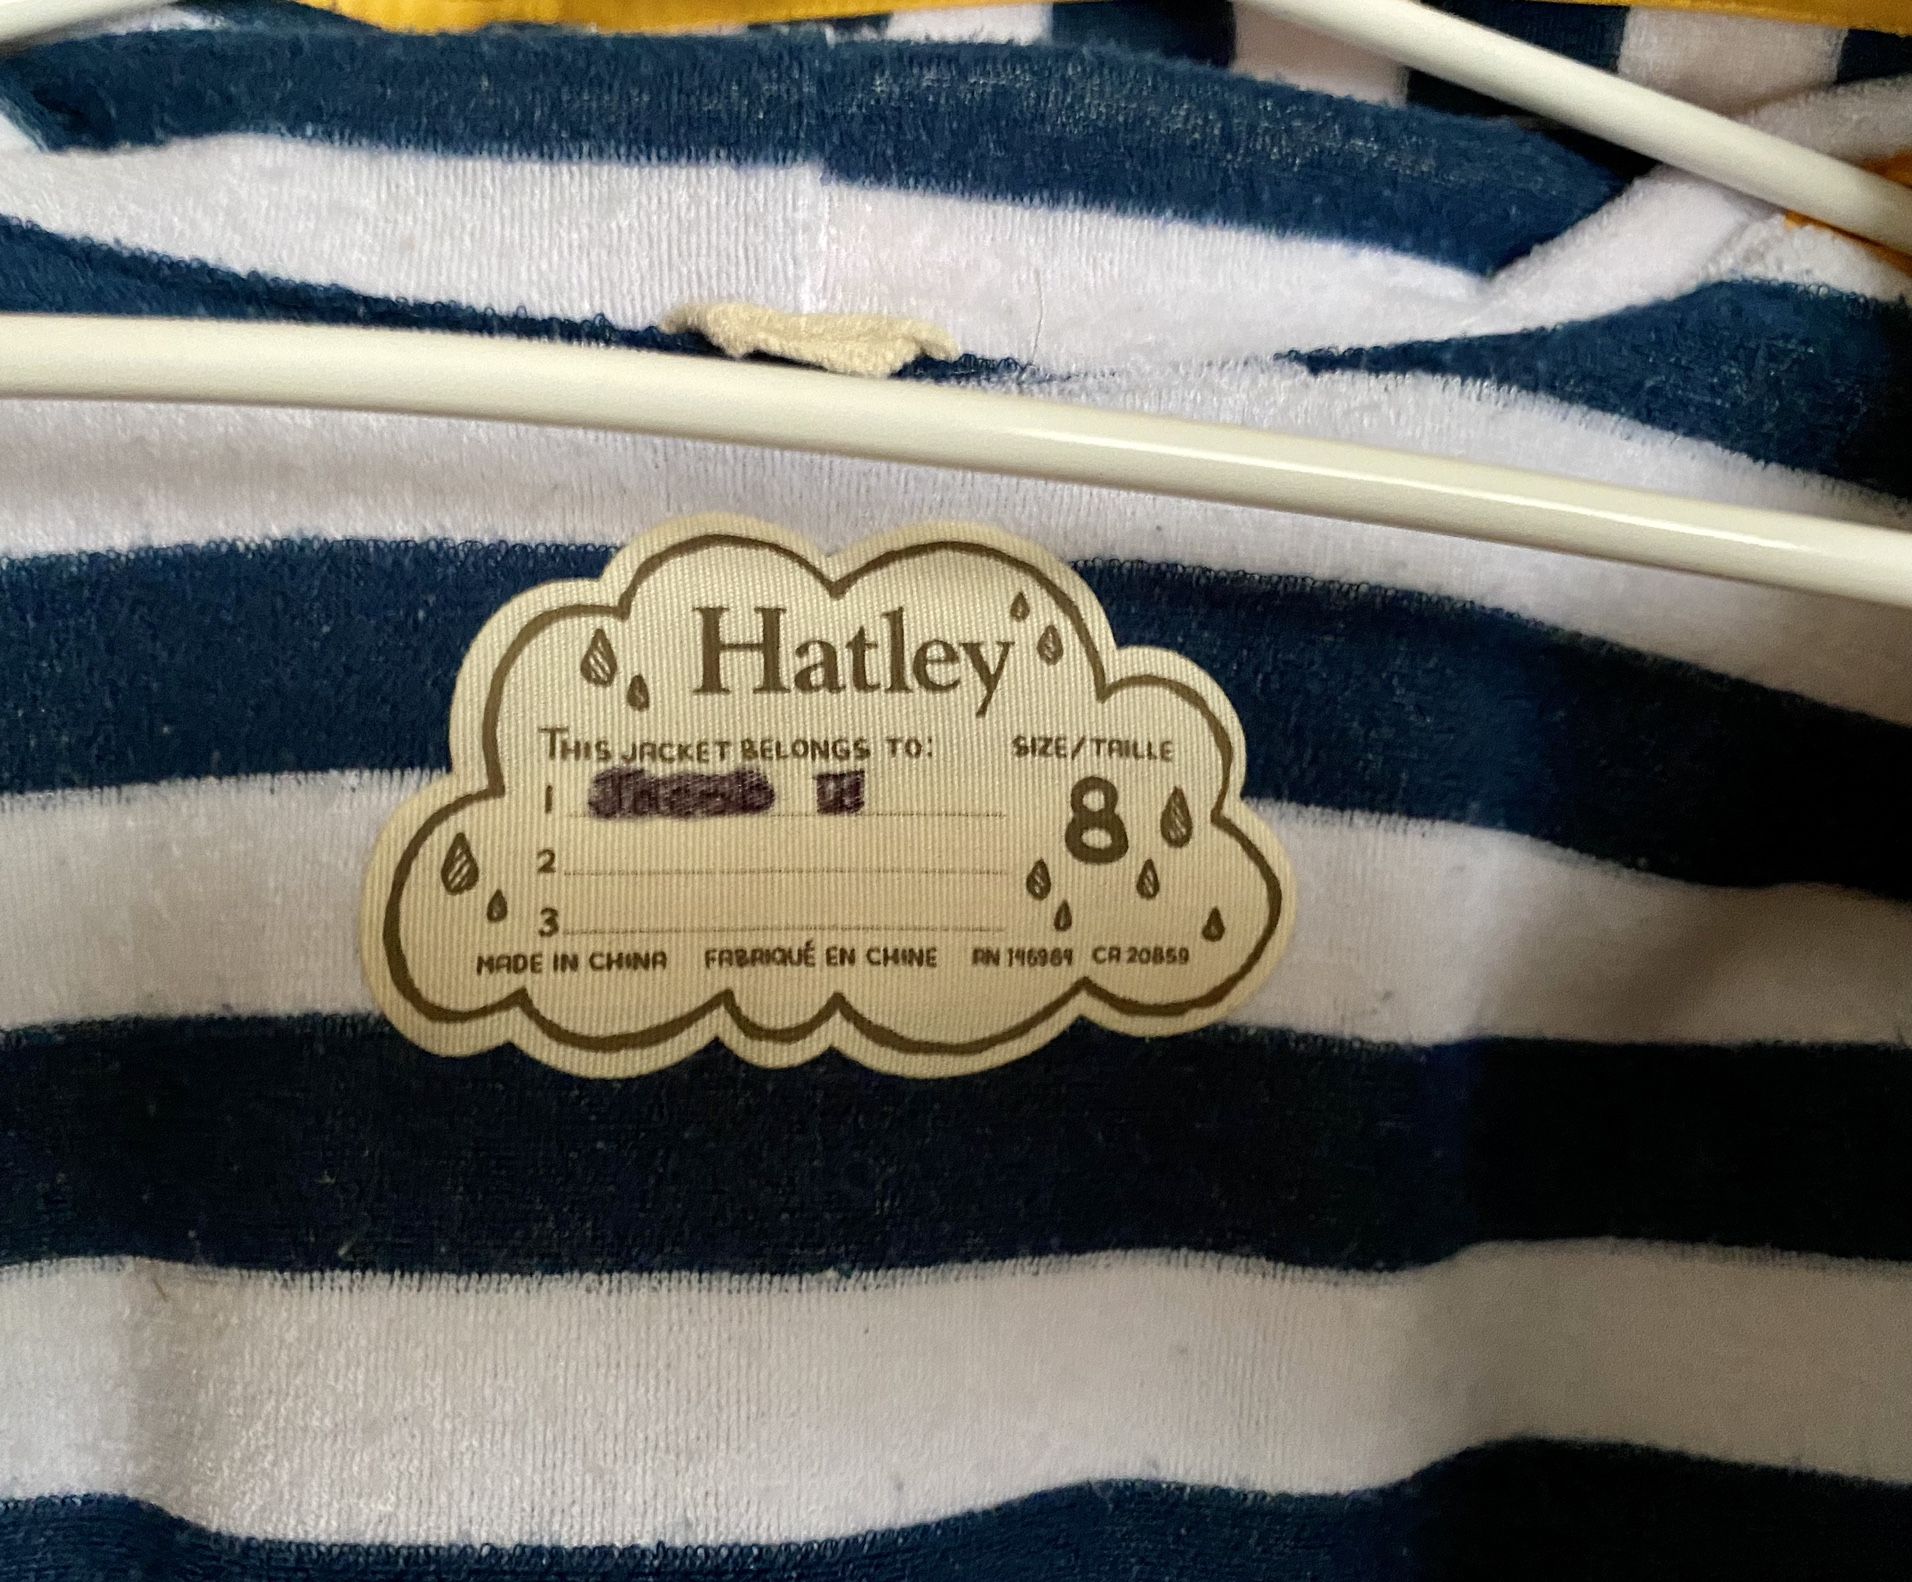 Hatley
THIS JACKET BELONGS TO: SIZE/TAILLE
1 8
2
3
MADE IN CHINA FABRIQUÉ EN CHINE RN 146964 CA 20859